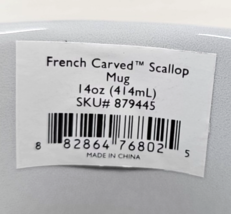 French Carved™ Scallop
Mug
14oz (414mL)
SKU# 879445
8 82864 76802 5
MADE IN CHINA